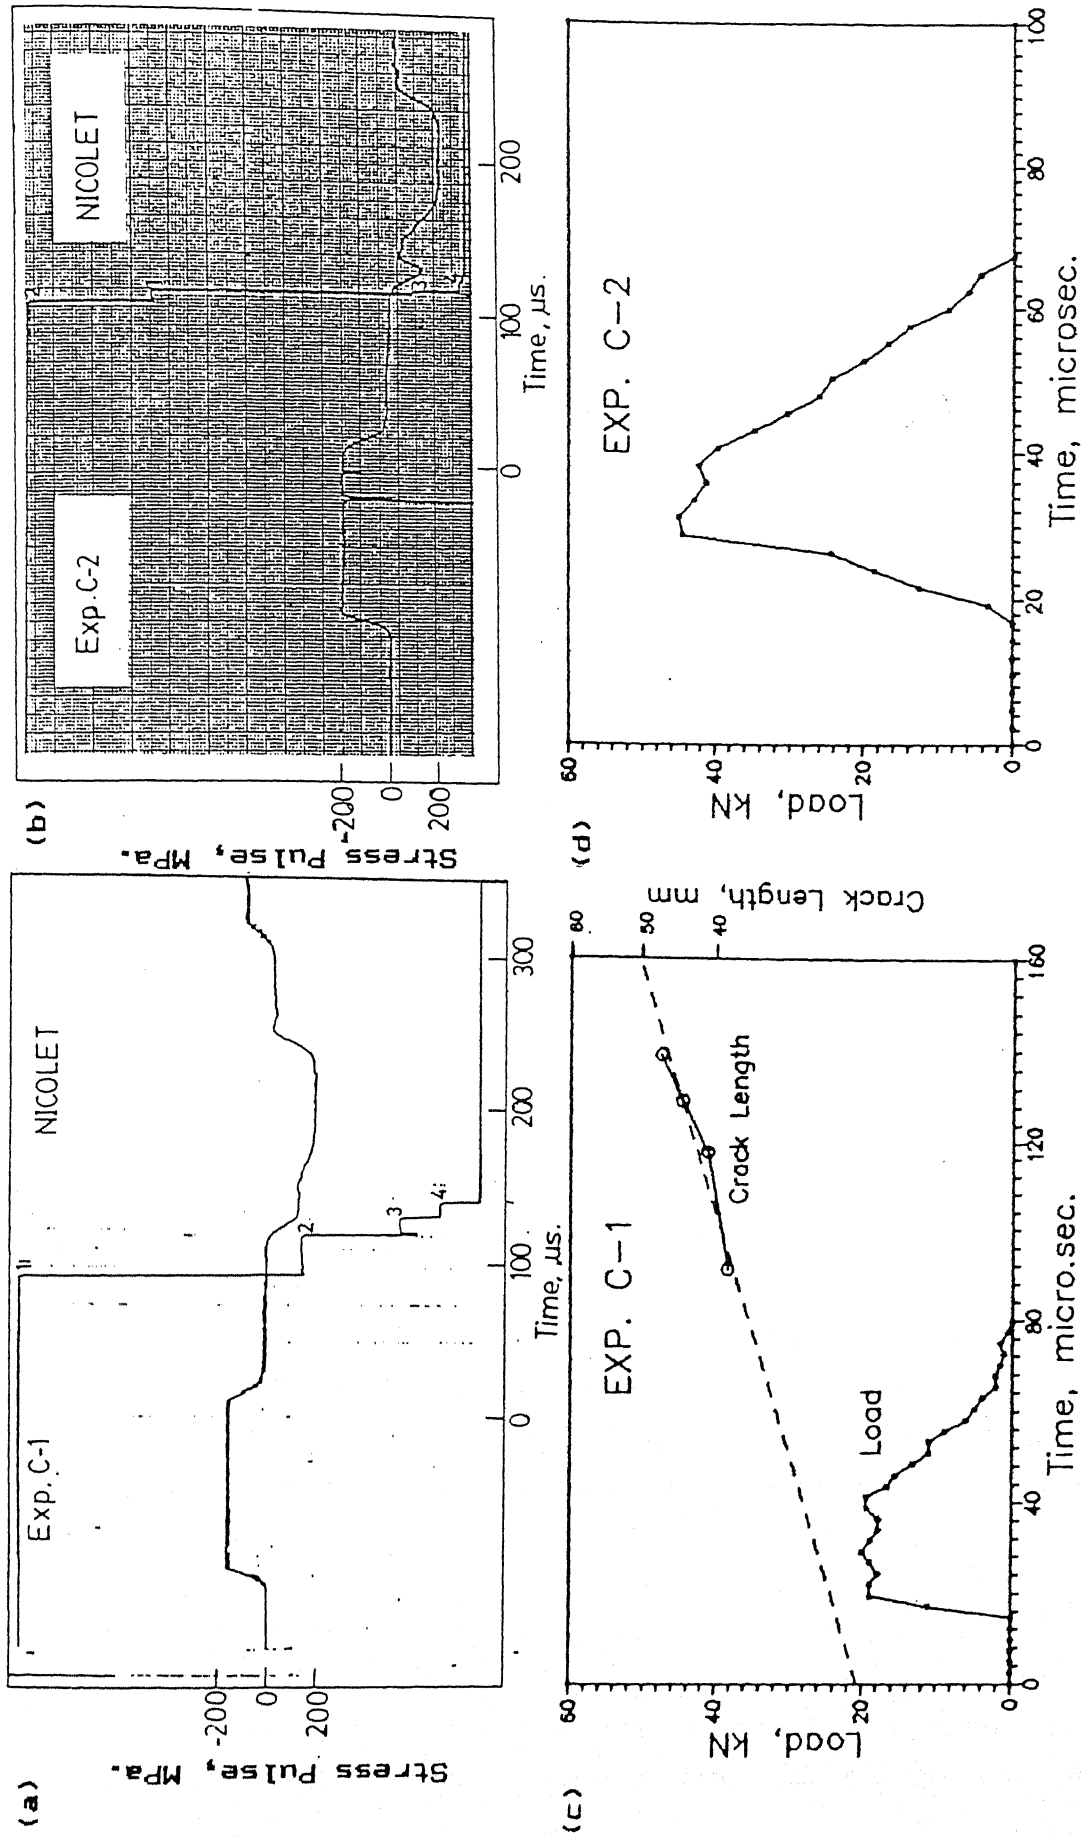 (a)
Exp. C-1
NICOLET
Stress Pulse, MPa.
-200
0
200
1
2
3
4
0
100
200
300
Time, µs.
(b)
Exp. C-2
NICOLET
Stress Pulse, MPa.
-200
0
200
2
3
0
100
200
Time, µs.
(c)
EXP. C-1
Load, kN
60
40
20
0
Load
Crack Length
Crack Length, mm
60
50
40
0
40
80
120
160
Time, micro.sec.
(d)
EXP. C-2
Load, kN
60
40
20
0
0
20
40
60
80
100
Time, microsec.